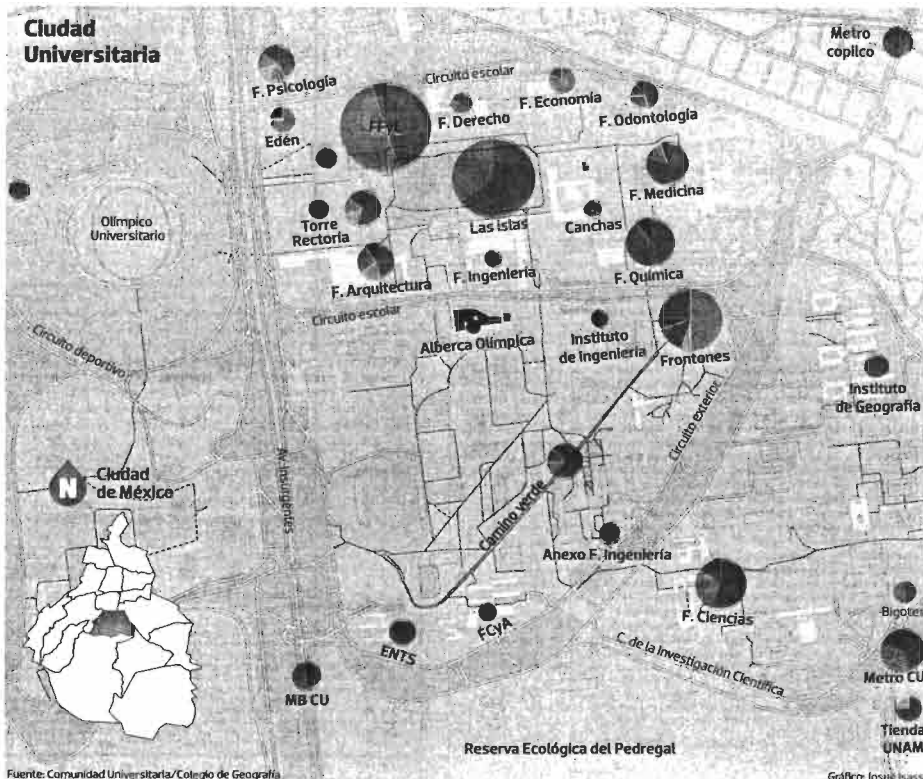 Ciudad
Universitaria
Metro
copilco
F. Psicología
Circuito escolar
F. Economía
FFyL
F. Derecho
F. Odontología
Edén
F. Medicina
Olímpico
Universitario
Torre
Rectoría
Las Islas
Canchas
F. Arquitectura
F. Ingeniería
F. Química
Circuito escolar
Alberca Olímpica
Instituto
de Ingeniería
Frontones
Circuito deportivo
Instituto
de Geografía
Circuito exterior
Av. Insurgentes
N
Ciudad
de México
Camino verde
Anexo F. Ingeniería
F. Ciencias
Bigotes
FCyA
ENTS
C. de la Investigación Científica
Metro CU
MB CU
Tienda
UNAM
Reserva Ecológica del Pedregal
Fuente: Comunidad Universitaria/Colegio de Geografía
Gráfico: Josué